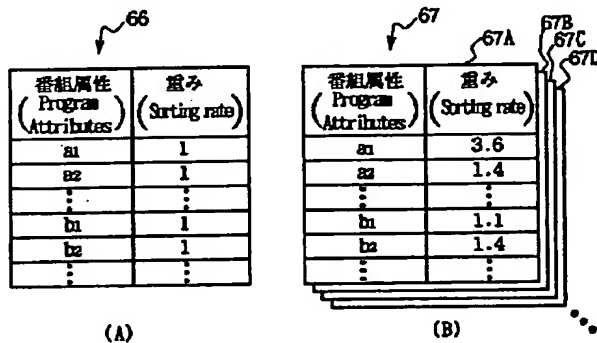 66
番組属性 重み
(Program Attributes) (Sorting rate)
a1 1
a2 1
⋮ ⋮
b1 1
b2 1
⋮ ⋮
(A)
67
67A
67B
67C
67D
番組属性 重み
(Program Attributes) (Sorting rate)
a1 3.6
a2 1.4
⋮ ⋮
b1 1.1
b2 1.4
⋮ ⋮
(B)